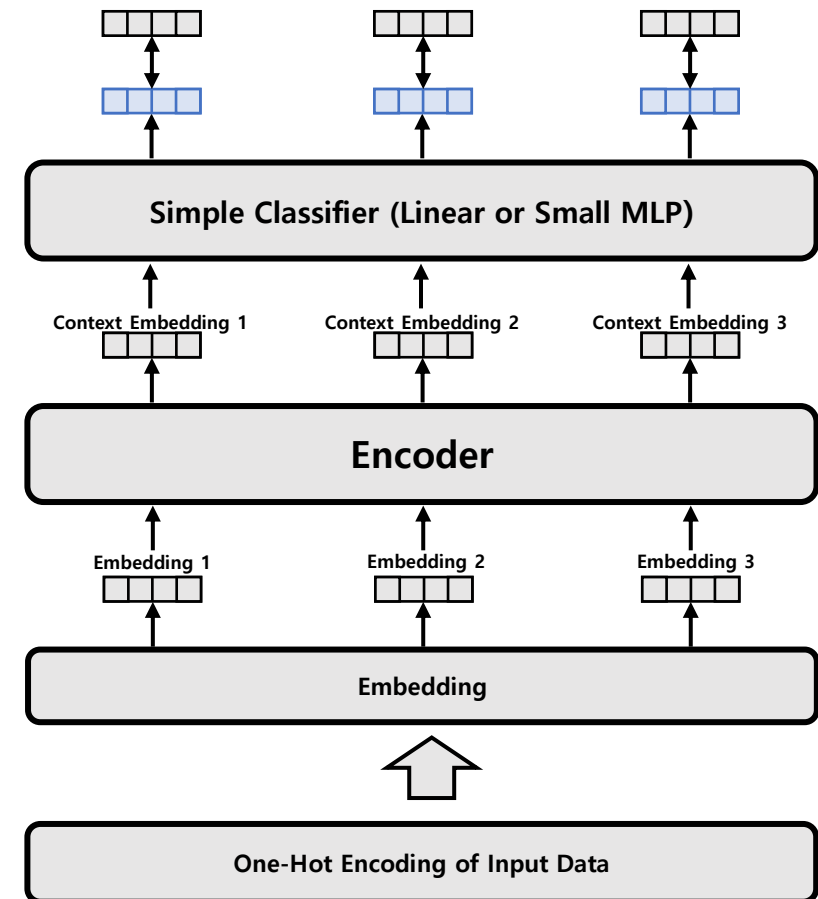 Simple Classifier (Linear or Small MLP)
Context Embedding 1
Context Embedding 2
Context Embedding 3
Encoder
Embedding 1
Embedding 2
Embedding 3
Embedding
One-Hot Encoding of Input Data